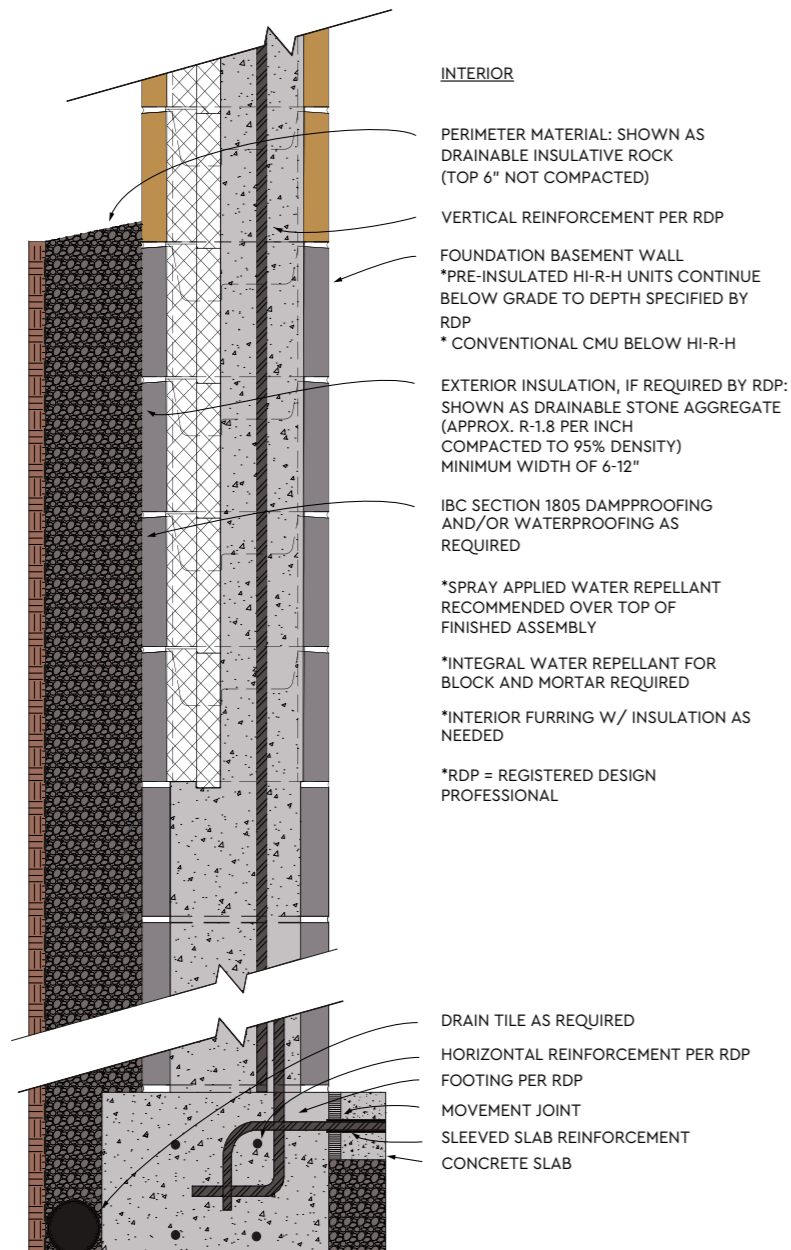 INTERIOR
PERIMETER MATERIAL: SHOWN AS
DRAINABLE INSULATIVE ROCK
(TOP 6" NOT COMPACTED)
VERTICAL REINFORCEMENT PER RDP
FOUNDATION BASEMENT WALL
*PRE-INSULATED HI-R-H UNITS CONTINUE
BELOW GRADE TO DEPTH SPECIFIED BY
RDP
* CONVENTIONAL CMU BELOW HI-R-H
EXTERIOR INSULATION, IF REQUIRED BY RDP:
SHOWN AS DRAINABLE STONE AGGREGATE
(APPROX. R-1.8 PER INCH
COMPACTED TO 95% DENSITY)
MINIMUM WIDTH OF 6-12"
IBC SECTION 1805 DAMPPROOFING
AND/OR WATERPROOFING AS
REQUIRED
*SPRAY APPLIED WATER REPELLANT
RECOMMENDED OVER TOP OF
FINISHED ASSEMBLY
*INTEGRAL WATER REPELLANT FOR
BLOCK AND MORTAR REQUIRED
*INTERIOR FURRING W/ INSULATION AS
NEEDED
*RDP = REGISTERED DESIGN
PROFESSIONAL
DRAIN TILE AS REQUIRED
HORIZONTAL REINFORCEMENT PER RDP
FOOTING PER RDP
MOVEMENT JOINT
SLEEVED SLAB REINFORCEMENT
CONCRETE SLAB